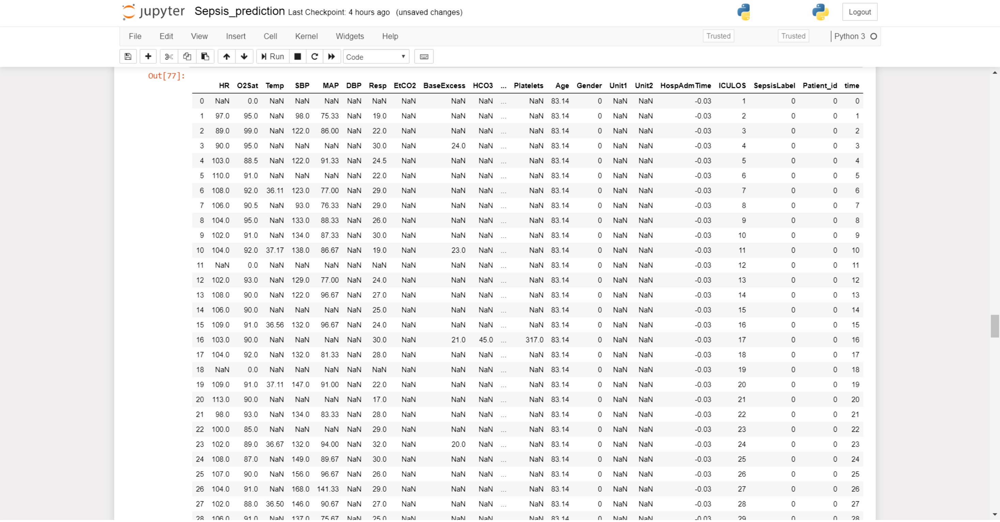 jupyter Sepsis_prediction Last Checkpoint: 4 hours ago (unsaved changes) Logout
File Edit View Insert Cell Kernel Widgets Help Trusted Trusted Python 3
Run Code
Out[77]:
HR O2Sat Temp SBP MAP DBP Resp EtCO2 BaseExcess HCO3 ... Platelets Age Gender Unit1 Unit2 HospAdmTime ICULOS SepsisLabel Patient_id time
0 NaN 0.0 NaN NaN NaN NaN NaN NaN NaN NaN ... NaN 83.14 0 NaN NaN -0.03 1 0 0 0
1 97.0 95.0 NaN 98.0 75.33 NaN 19.0 NaN NaN NaN ... NaN 83.14 0 NaN NaN -0.03 2 0 0 1
2 89.0 99.0 NaN 122.0 86.00 NaN 22.0 NaN NaN NaN ... NaN 83.14 0 NaN NaN -0.03 3 0 0 2
3 90.0 95.0 NaN NaN NaN NaN 30.0 NaN 24.0 NaN ... NaN 83.14 0 NaN NaN -0.03 4 0 0 3
4 103.0 88.5 NaN 122.0 91.33 NaN 24.5 NaN NaN NaN ... NaN 83.14 0 NaN NaN -0.03 5 0 0 4
5 110.0 91.0 NaN NaN NaN NaN 22.0 NaN NaN NaN ... NaN 83.14 0 NaN NaN -0.03 6 0 0 5
6 108.0 92.0 36.11 123.0 77.00 NaN 29.0 NaN NaN NaN ... NaN 83.14 0 NaN NaN -0.03 7 0 0 6
7 106.0 90.5 NaN 93.0 76.33 NaN 29.0 NaN NaN NaN ... NaN 83.14 0 NaN NaN -0.03 8 0 0 7
8 104.0 95.0 NaN 133.0 88.33 NaN 26.0 NaN NaN NaN ... NaN 83.14 0 NaN NaN -0.03 9 0 0 8
9 102.0 91.0 NaN 134.0 87.33 NaN 30.0 NaN NaN NaN ... NaN 83.14 0 NaN NaN -0.03 10 0 0 9
10 104.0 92.0 37.17 138.0 86.67 NaN 19.0 NaN 23.0 NaN ... NaN 83.14 0 NaN NaN -0.03 11 0 0 10
11 NaN 0.0 NaN NaN NaN NaN NaN NaN NaN NaN ... NaN 83.14 0 NaN NaN -0.03 12 0 0 11
12 102.0 93.0 NaN 129.0 77.00 NaN 24.0 NaN NaN NaN ... NaN 83.14 0 NaN NaN -0.03 13 0 0 12
13 108.0 90.0 NaN 122.0 96.67 NaN 27.0 NaN NaN NaN ... NaN 83.14 0 NaN NaN -0.03 14 0 0 13
14 106.0 90.0 NaN NaN NaN NaN 25.0 NaN NaN NaN ... NaN 83.14 0 NaN NaN -0.03 15 0 0 14
15 109.0 91.0 36.56 132.0 96.67 NaN 24.0 NaN NaN NaN ... NaN 83.14 0 NaN NaN -0.03 16 0 0 15
16 103.0 90.0 NaN NaN NaN NaN 30.0 NaN 21.0 45.0 ... 317.0 83.14 0 NaN NaN -0.03 17 0 0 16
17 104.0 92.0 NaN 132.0 81.33 NaN 28.0 NaN NaN NaN ... NaN 83.14 0 NaN NaN -0.03 18 0 0 17
18 NaN 0.0 NaN NaN NaN NaN NaN NaN NaN NaN ... NaN 83.14 0 NaN NaN -0.03 19 0 0 18
19 109.0 91.0 37.11 147.0 91.00 NaN 22.0 NaN NaN NaN ... NaN 83.14 0 NaN NaN -0.03 20 0 0 19
20 113.0 90.0 NaN NaN NaN NaN 17.0 NaN NaN NaN ... NaN 83.14 0 NaN NaN -0.03 21 0 0 20
21 98.0 93.0 NaN 134.0 83.33 NaN 28.0 NaN NaN NaN ... NaN 83.14 0 NaN NaN -0.03 22 0 0 21
22 100.0 85.0 NaN NaN NaN NaN 29.0 NaN NaN NaN ... NaN 83.14 0 NaN NaN -0.03 23 0 0 22
23 102.0 89.0 36.67 132.0 94.00 NaN 32.0 NaN 20.0 NaN ... NaN 83.14 0 NaN NaN -0.03 24 0 0 23
24 108.0 87.0 NaN 149.0 89.67 NaN 30.0 NaN NaN NaN ... NaN 83.14 0 NaN NaN -0.03 25 0 0 24
25 107.0 90.0 NaN 156.0 96.67 NaN 26.0 NaN NaN NaN ... NaN 83.14 0 NaN NaN -0.03 26 0 0 25
26 104.0 91.0 NaN 168.0 141.33 NaN 29.0 NaN NaN NaN ... NaN 83.14 0 NaN NaN -0.03 27 0 0 26
27 102.0 88.0 36.50 146.0 90.67 NaN 27.0 NaN NaN NaN ... NaN 83.14 0 NaN NaN -0.03 28 0 0 27
28 106.0 91.0 NaN 137.0 75.67 NaN 25.0 NaN NaN NaN NaN 83.14 0 NaN NaN -0.03 29 0 0 28